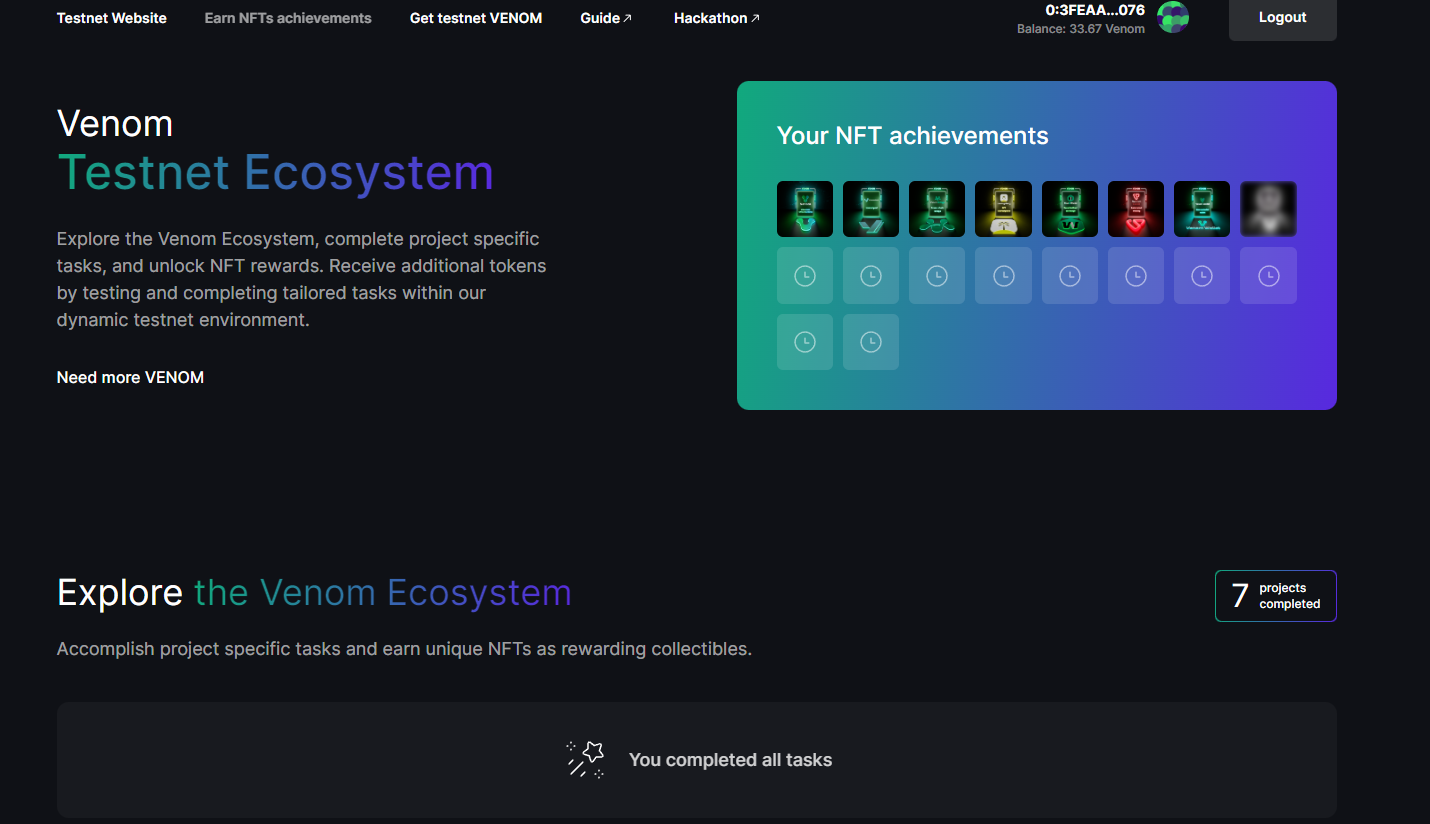 Testnet Website
Earn NFTs achievements
Get testnet VENOM
Guide↗
Hackathon↗
0:3FEAA...076
Balance: 33.67 Venom
Logout
Venom
Testnet Ecosystem
Explore the Venom Ecosystem, complete project specific
tasks, and unlock NFT rewards. Receive additional tokens
by testing and completing tailored tasks within our
dynamic testnet environment.
Need more VENOM
Your NFT achievements
Explore the Venom Ecosystem
7 projects
completed
Accomplish project specific tasks and earn unique NFTs as rewarding collectibles.
You completed all tasks